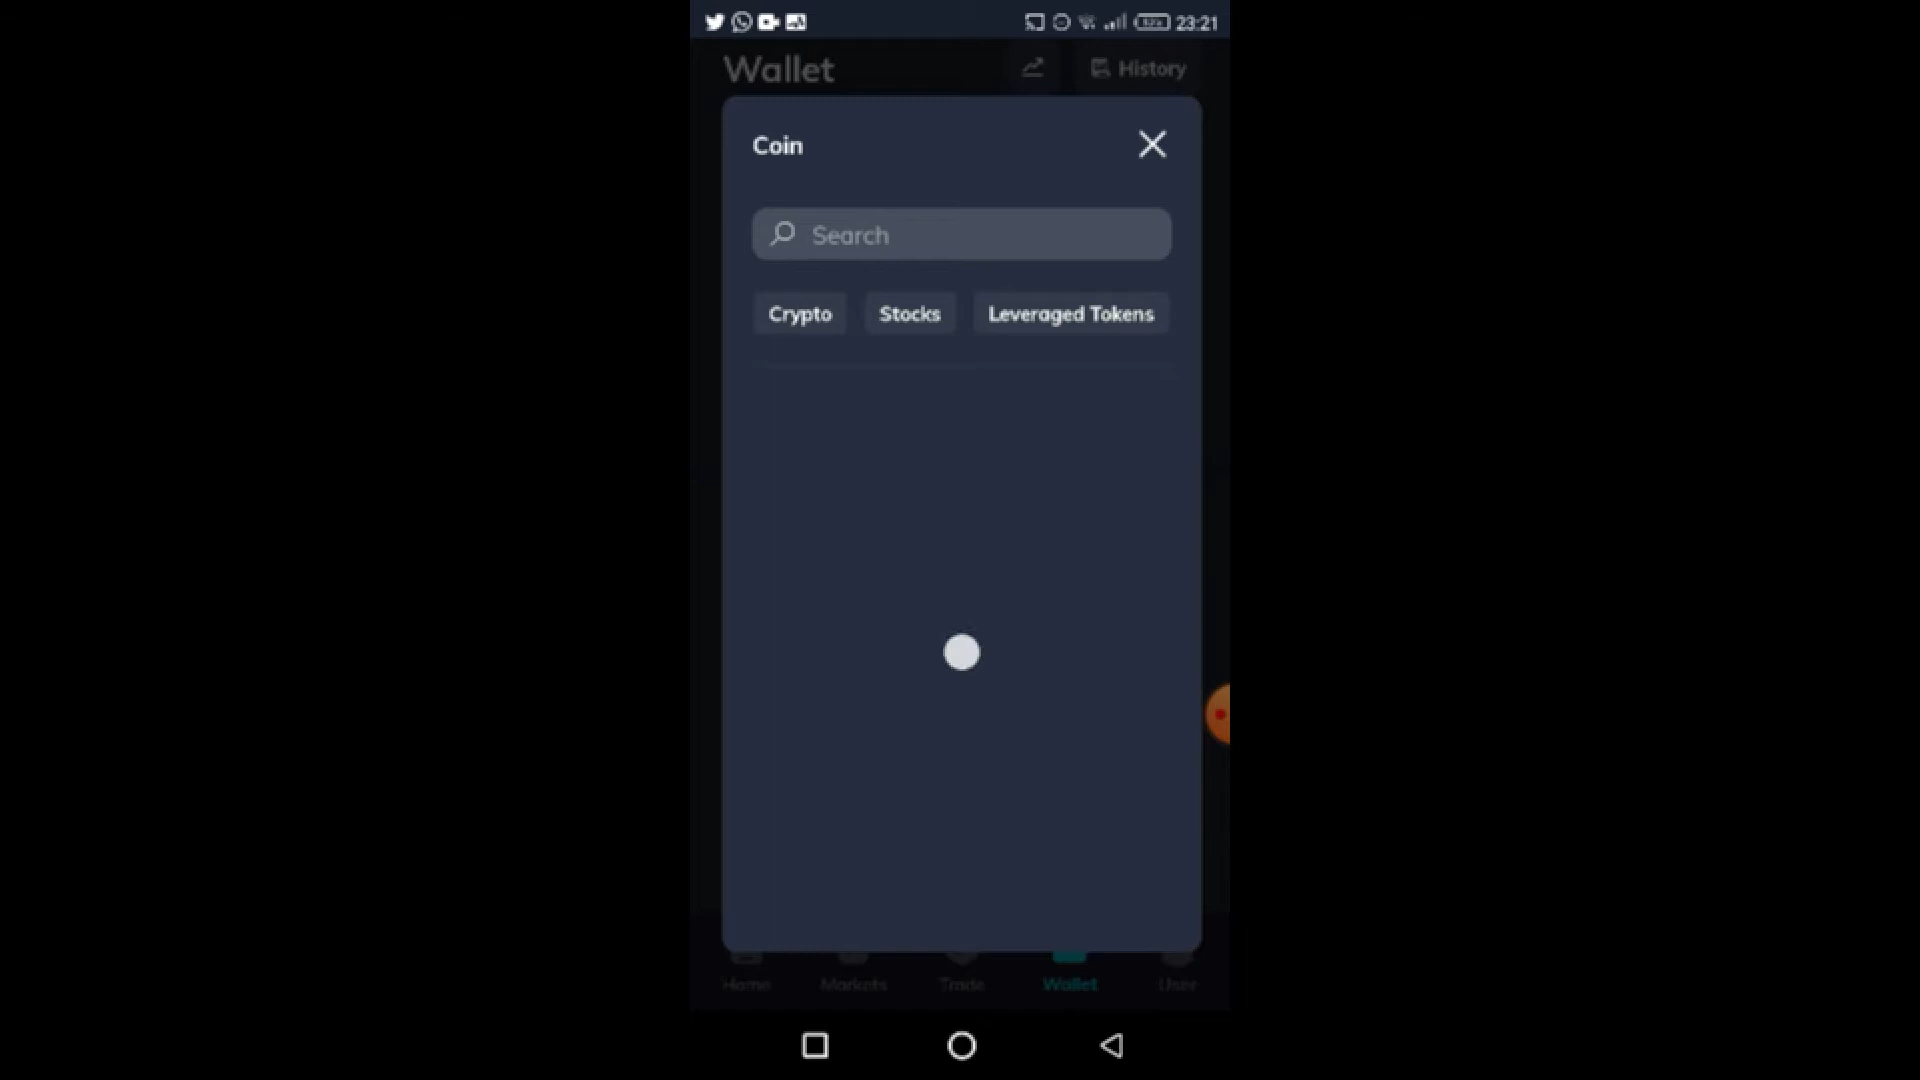 23:21
Wallet
History
Coin
Search
Crypto Stocks Leveraged Tokens
Home Markets Trade Wallet User